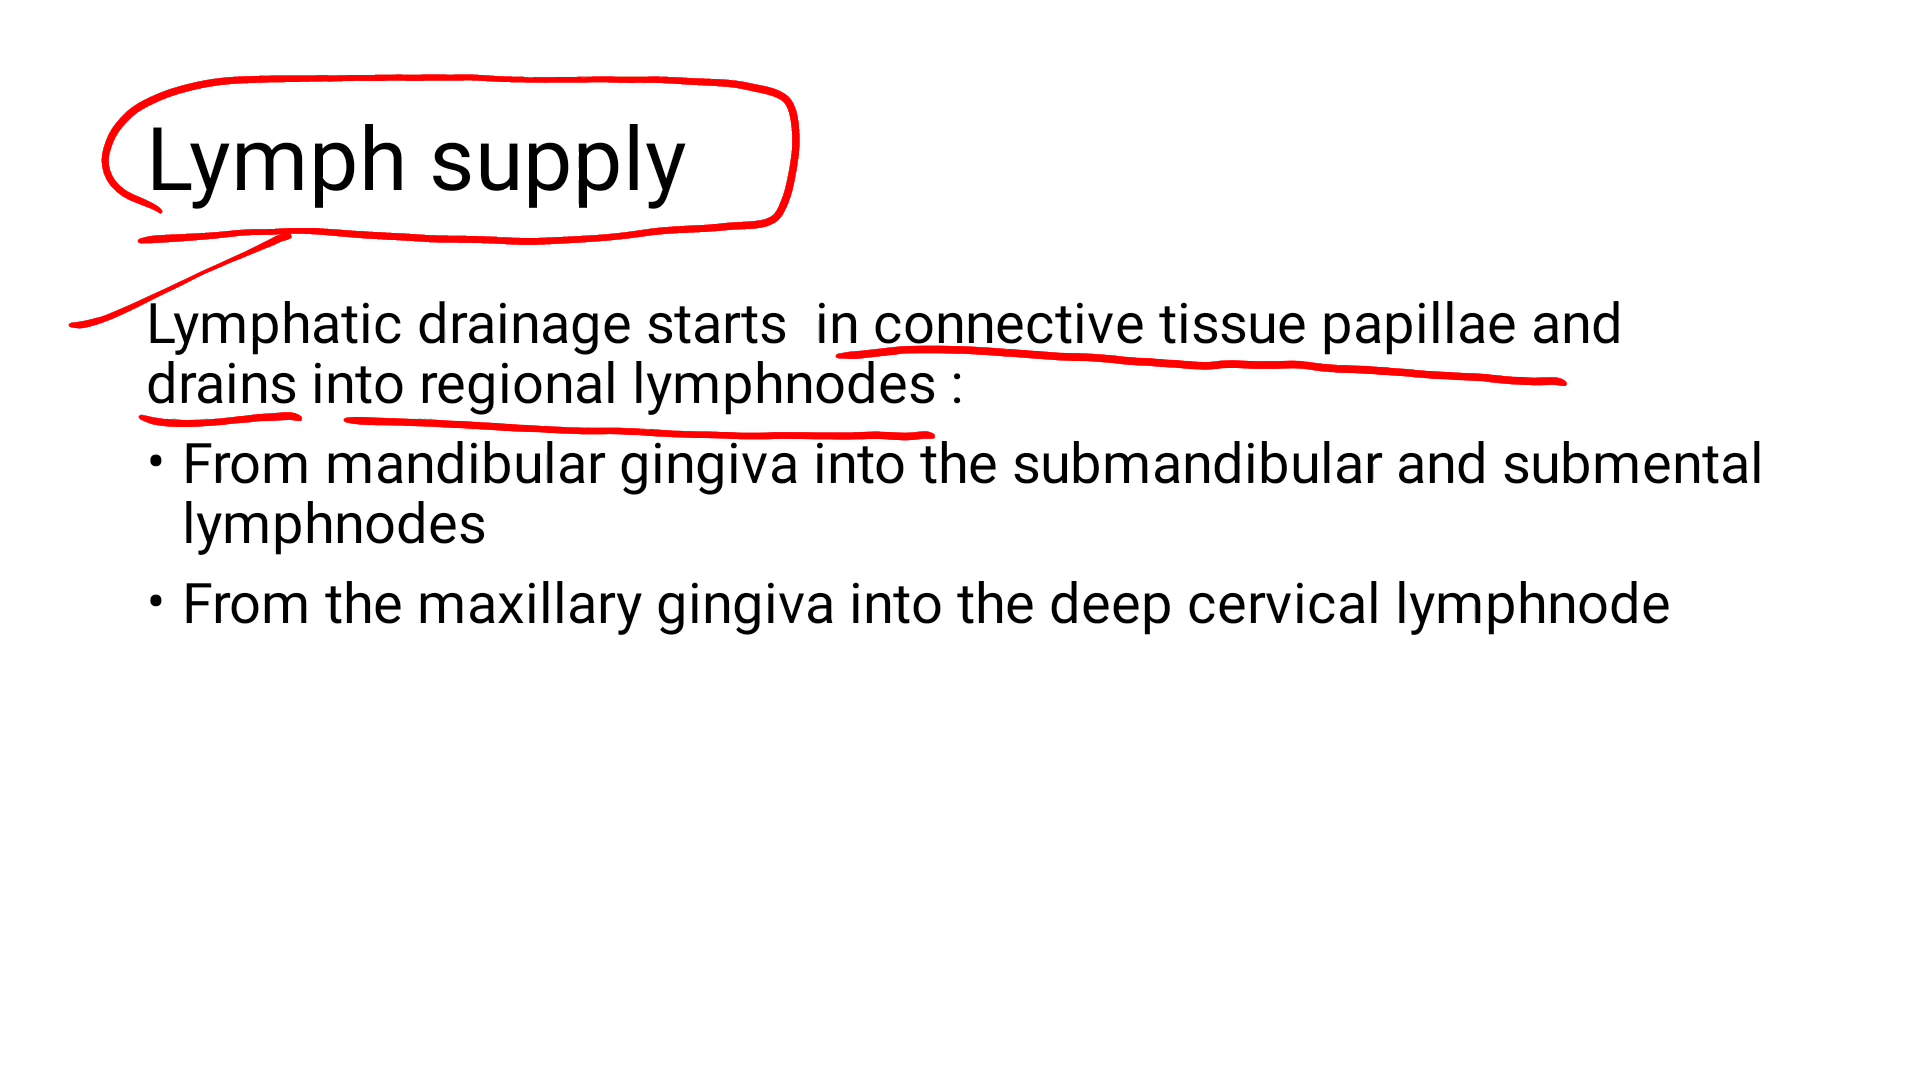 Lymph supply
Lymphatic drainage starts  in connective tissue papillae and
drains into regional lymphnodes :
• From mandibular gingiva into the submandibular and submental
lymphnodes
• From the maxillary gingiva into the deep cervical lymphnode